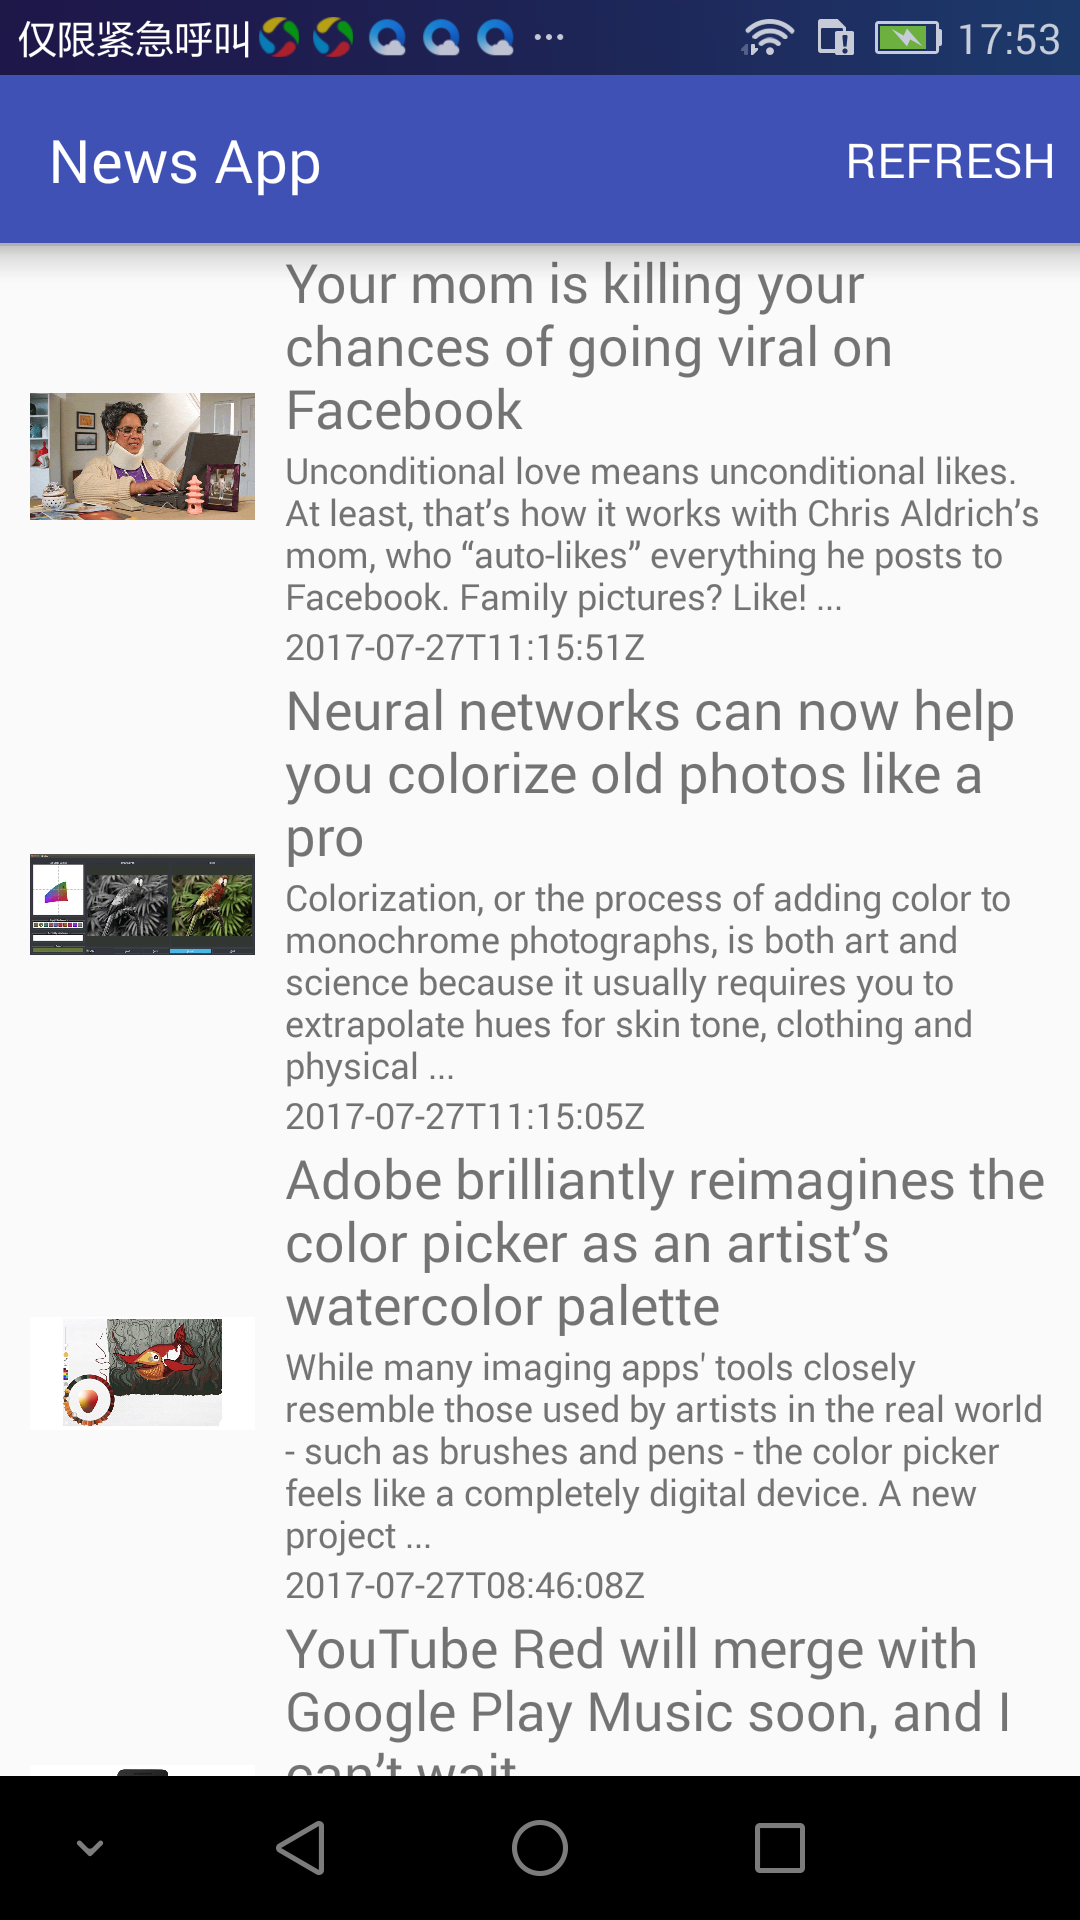 仅限紧急呼叫 ... 17:53
News App REFRESH
Your mom is killing your
chances of going viral on
Facebook
Unconditional love means unconditional likes.
At least, that’s how it works with Chris Aldrich’s
mom, who “auto-likes” everything he posts to
Facebook. Family pictures? Like! ...
2017-07-27T11:15:51Z
Neural networks can now help
you colorize old photos like a
pro
Colorization, or the process of adding color to
monochrome photographs, is both art and
science because it usually requires you to
extrapolate hues for skin tone, clothing and
physical ...
2017-07-27T11:15:05Z
Adobe brilliantly reimagines the
color picker as an artist’s
watercolor palette
While many imaging apps' tools closely
resemble those used by artists in the real world
- such as brushes and pens - the color picker
feels like a completely digital device. A new
project ...
2017-07-27T08:46:08Z
YouTube Red will merge with
Google Play Music soon, and I
can’t wait